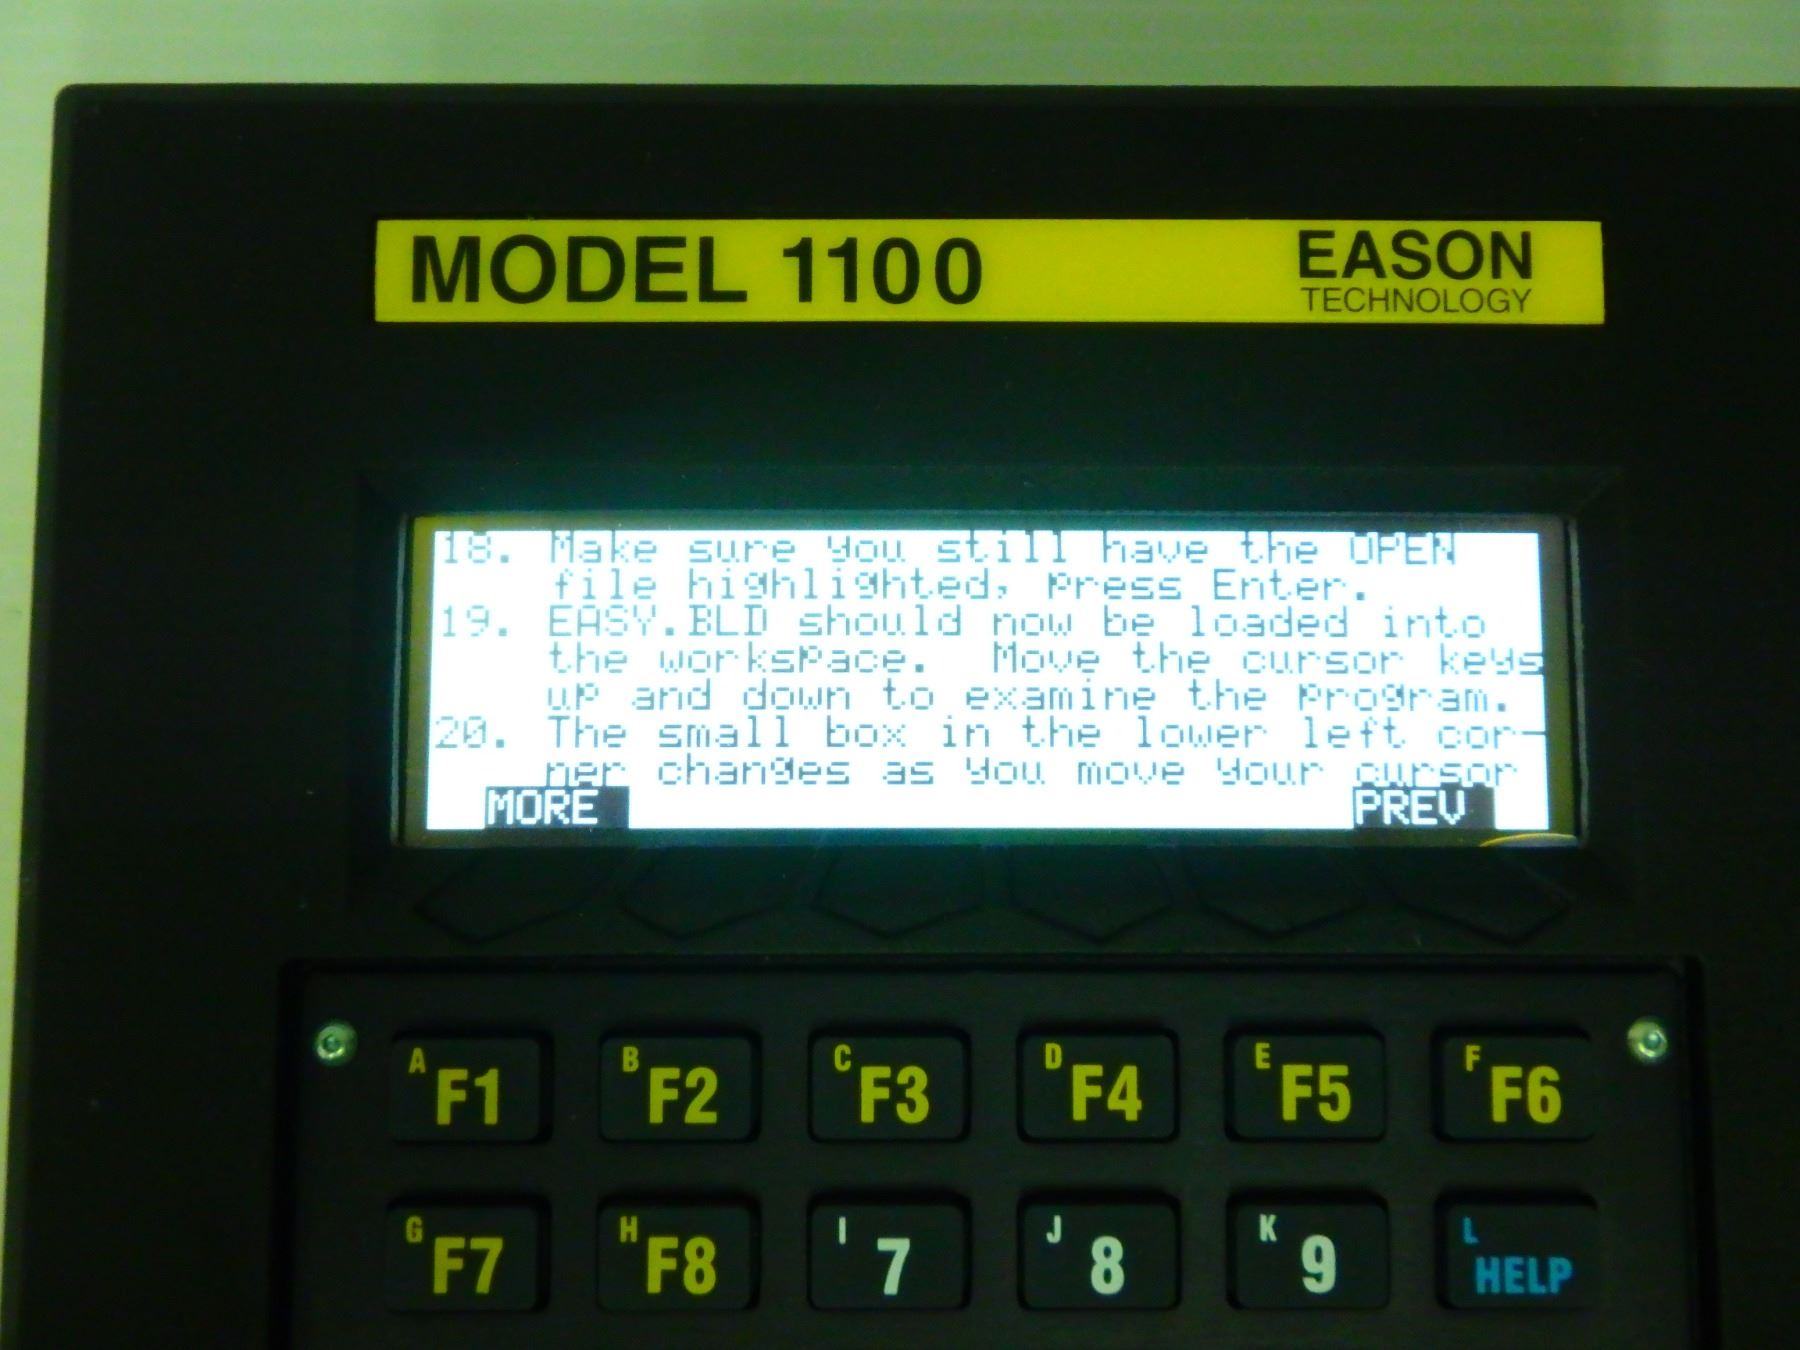 MODEL 1100
EASON
TECHNOLOGY
18. Make sure you still have the OPEN
file highlighted, press Enter.
19. EASY.BLD should now be loaded into
the workspace.  Move the cursor keys
up and down to examine the program.
20. The small box in the lower left cor-
ner changes as you move your cursor
MORE PREV
A F1 B F2 C F3 D F4 E F5 F F6
G F7 H F8 I 7 J 8 K 9 L HELP